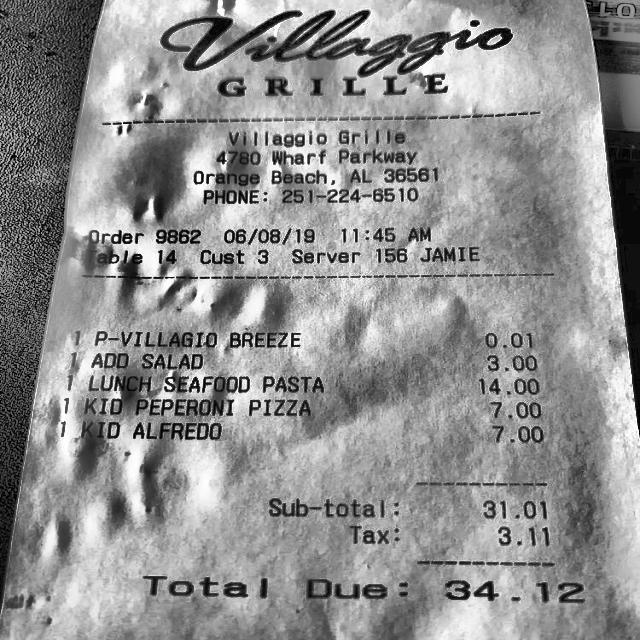 Villaggio
GRILLE
Villaggio Grille
4780 Wharf Parkway
Orange Beach, AL 36561
PHONE: 251-224-6510
Order 9862 06/08/19 11:45 AM
Table 14 Cust 3 Server 156 JAMIE
1 P-VILLAGIO BREEZE 0.01
1 ADD SALAD 3.00
1 LUNCH SEAFOOD PASTA 14.00
1 KID PEPERONI PIZZA 7.00
1 KID ALFREDO 7.00
Sub-total: 31.01
Tax: 3.11
Total Due: 34.12